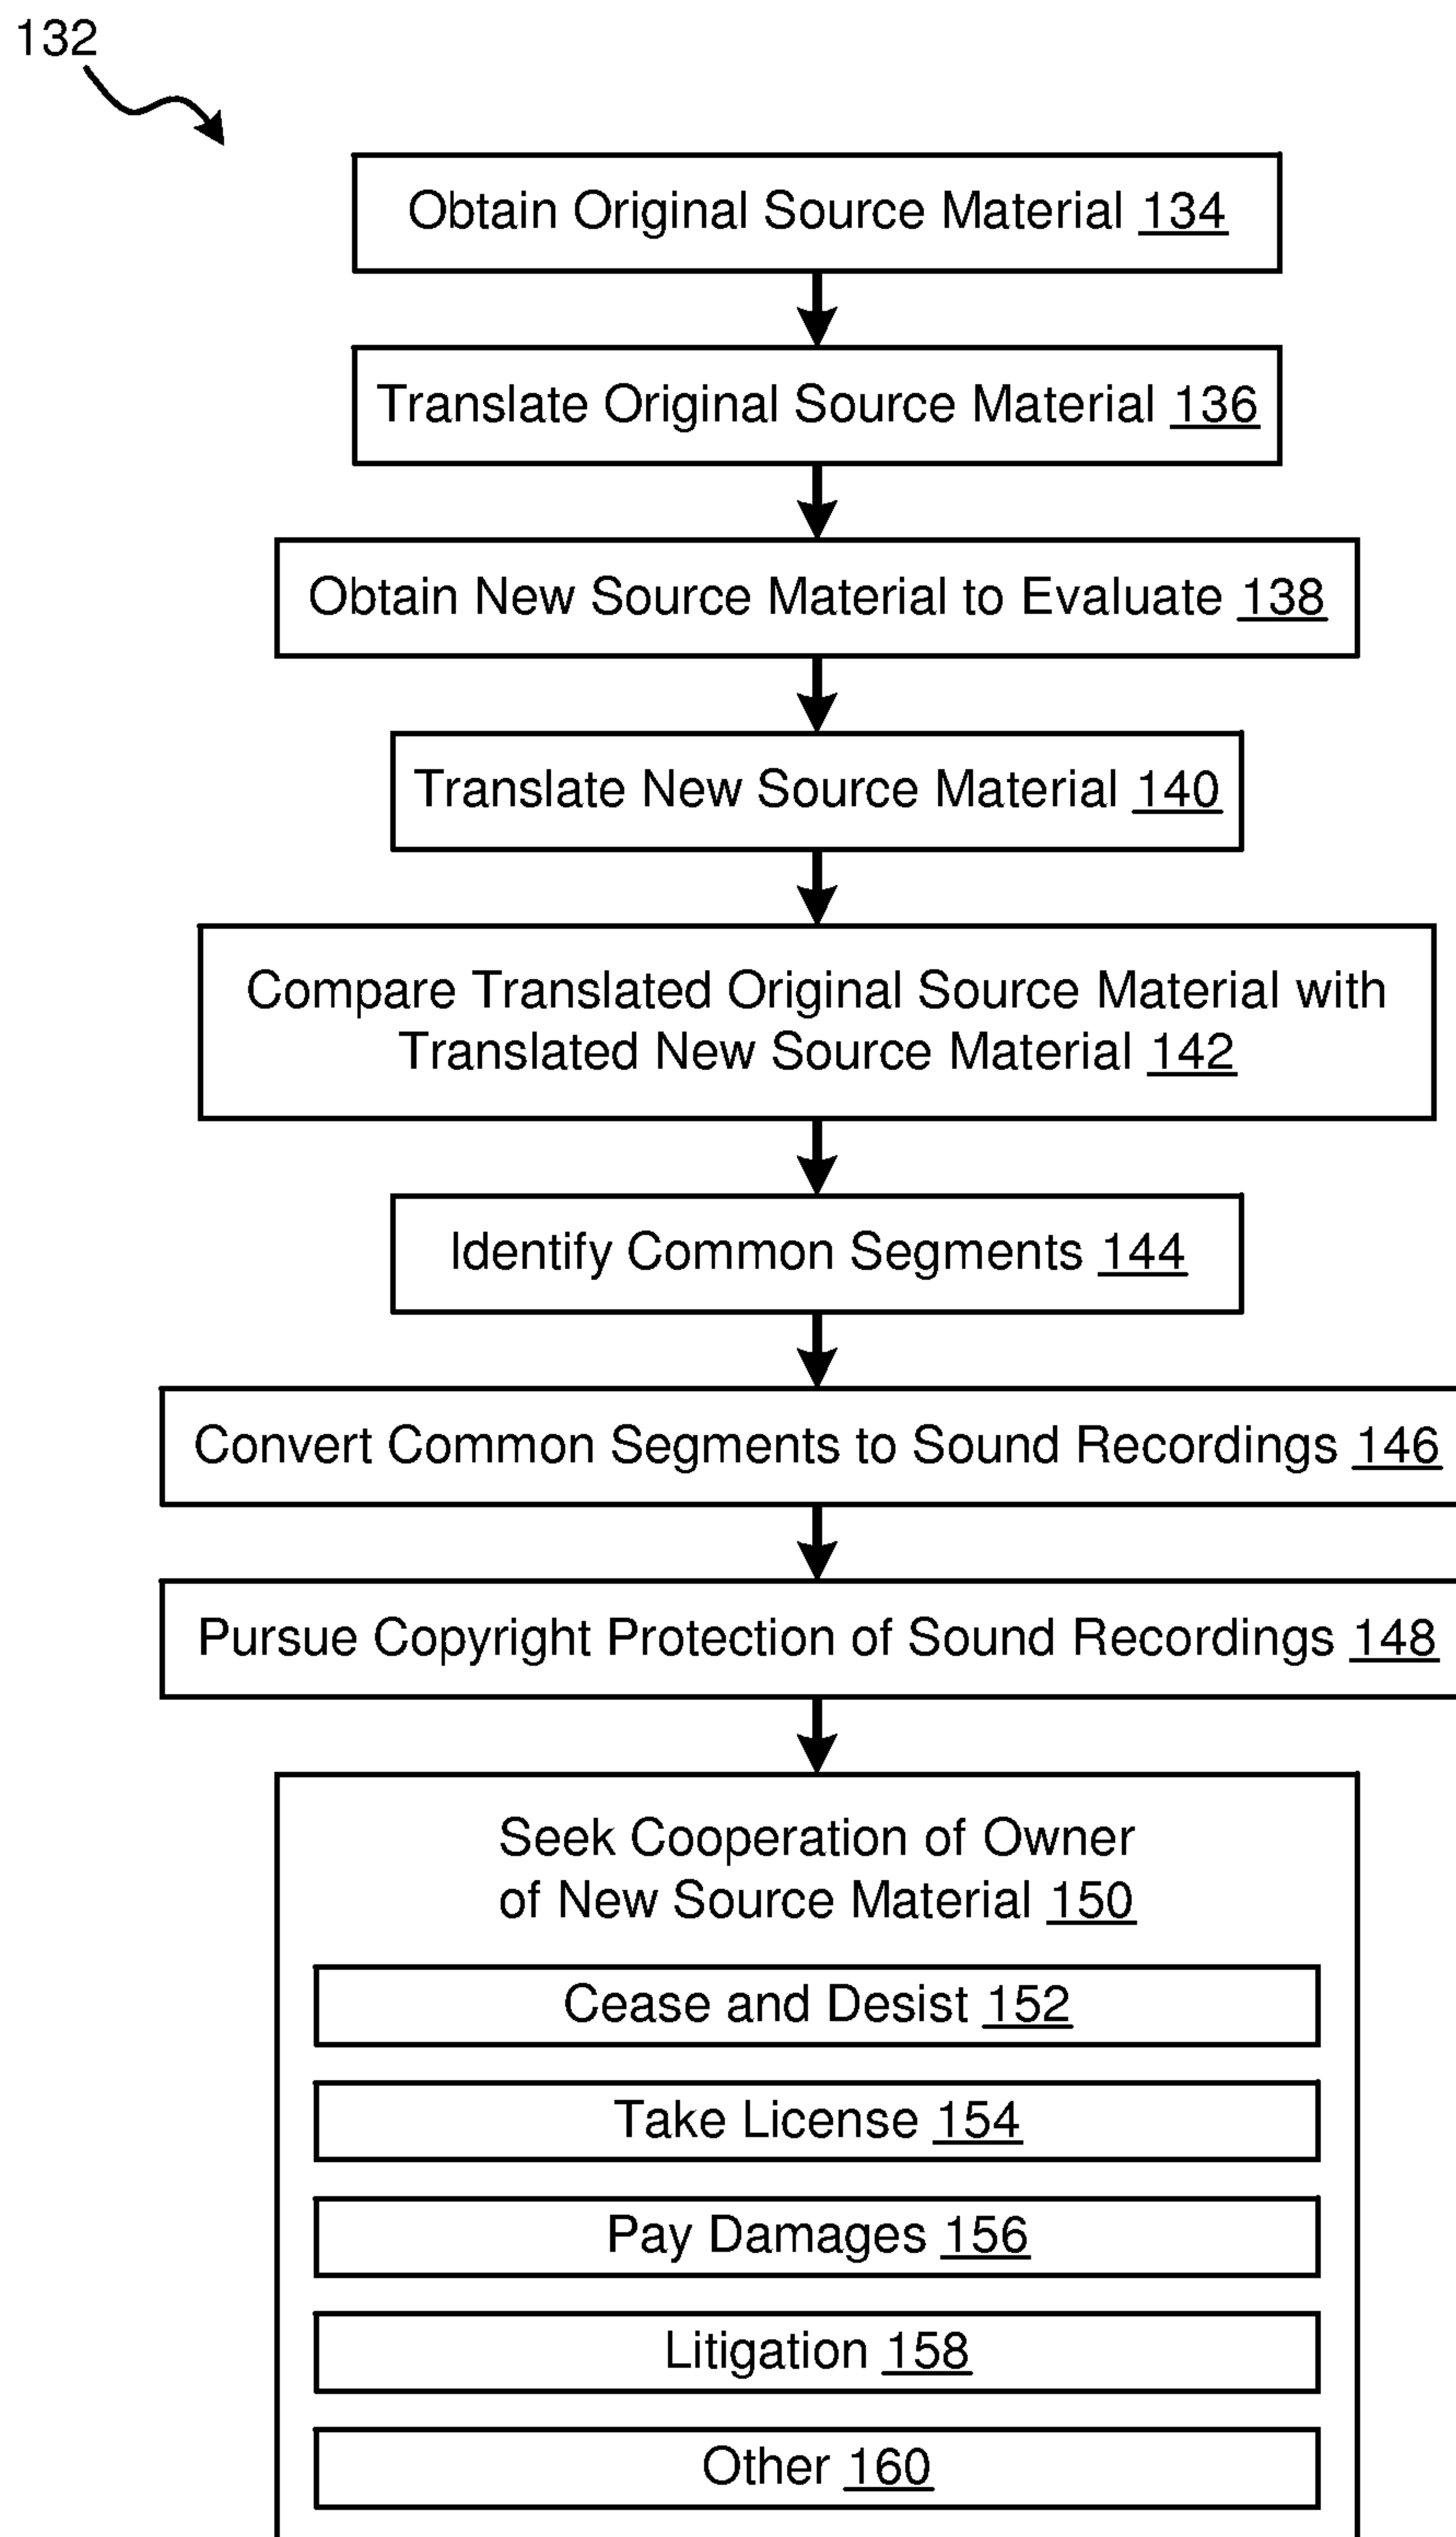 132
Obtain Original Source Material 134
Translate Original Source Material 136
Obtain New Source Material to Evaluate 138
Translate New Source Material 140
Compare Translated Original Source Material with
Translated New Source Material 142
Identify Common Segments 144
Convert Common Segments to Sound Recordings 146
Pursue Copyright Protection of Sound Recordings 148
Seek Cooperation of Owner
of New Source Material 150
Cease and Desist 152
Take License 154
Pay Damages 156
Litigation 158
Other 160